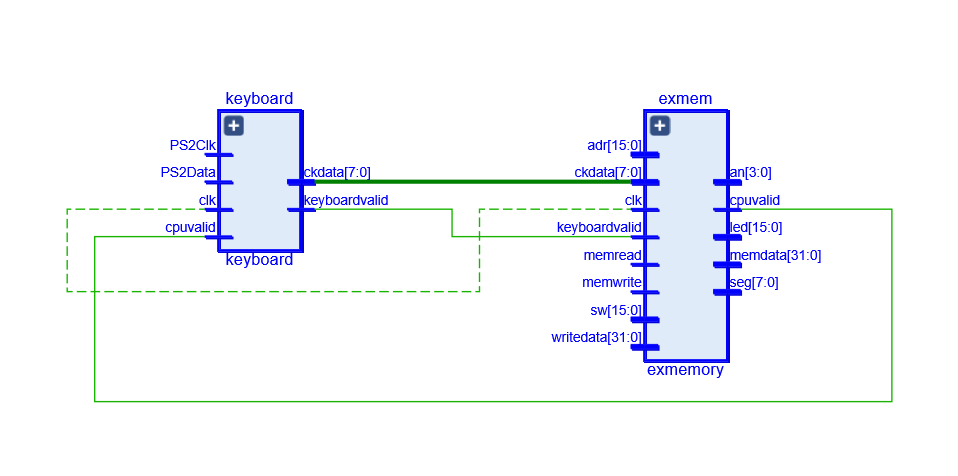 keyboard
PS2Clk
PS2Data
clk
cpuvalid
ckdata[7:0]
keyboardvalid
keyboard
exmem
adr[15:0]
ckdata[7:0]
clk
keyboardvalid
memread
memwrite
sw[15:0]
writedata[31:0]
an[3:0]
cpuvalid
led[15:0]
memdata[31:0]
seg[7:0]
exmemory